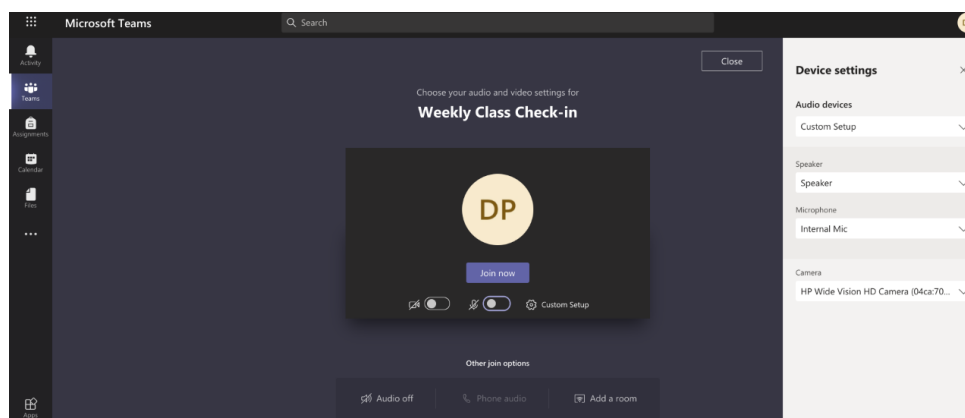 Microsoft Teams
Search
Activity
Teams
Assignments
Calendar
Files
Apps
Close
Choose your audio and video settings for
Weekly Class Check-in
DP
Join now
Custom Setup
Other join options
Audio off
Phone audio
Add a room
Device settings
Audio devices
Custom Setup
Speaker
Speaker
Microphone
Internal Mic
Camera
HP Wide Vision HD Camera (04ca:70...